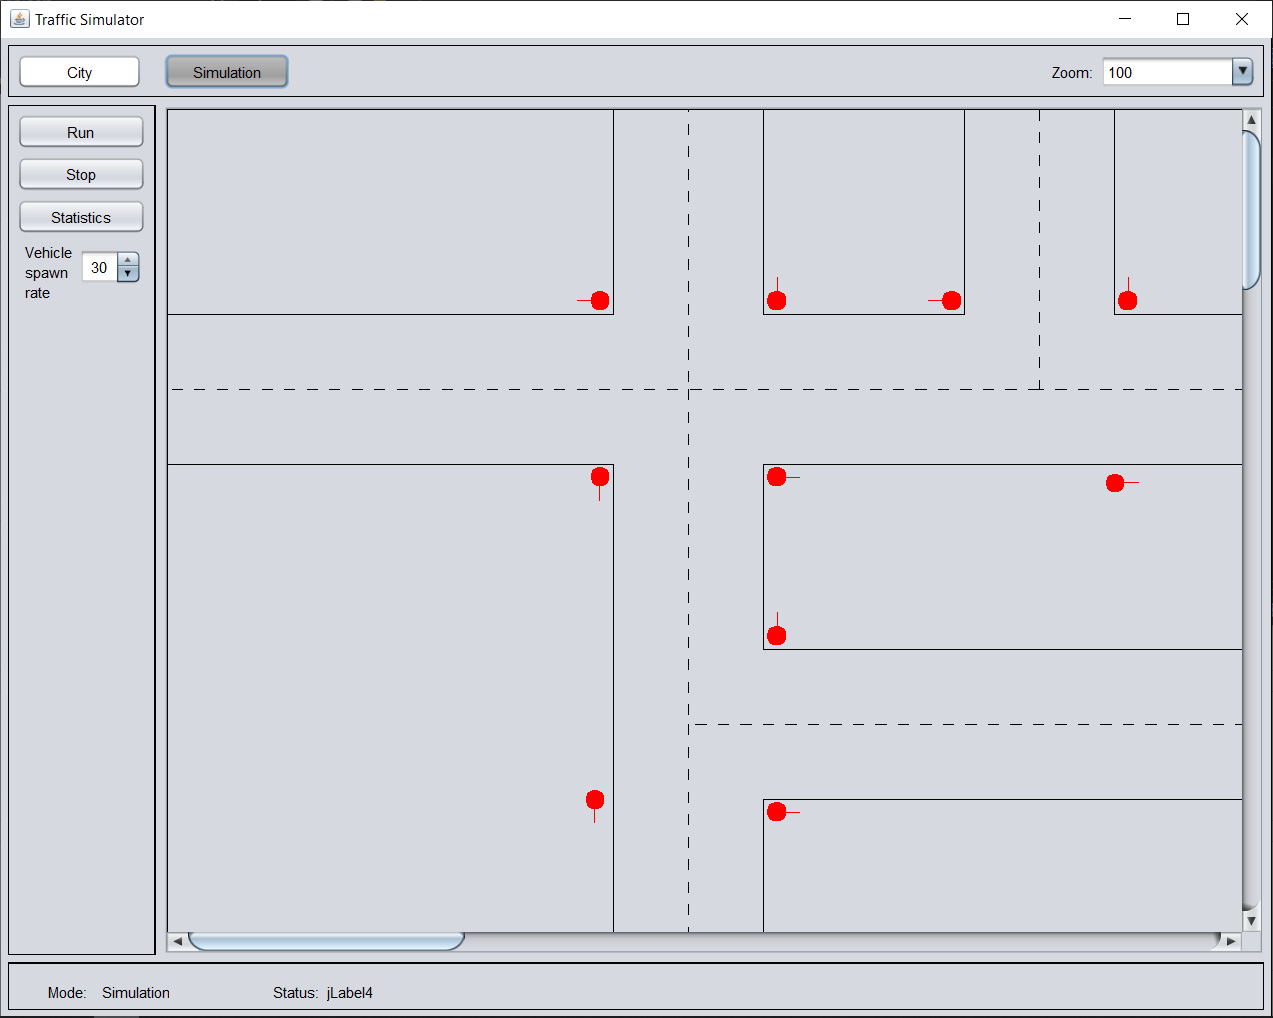 Traffic Simulator
City
Simulation
Zoom:
100
Run
Stop
Statistics
Vehicle
spawn
rate
30
Mode: Simulation
Status: jLabel4